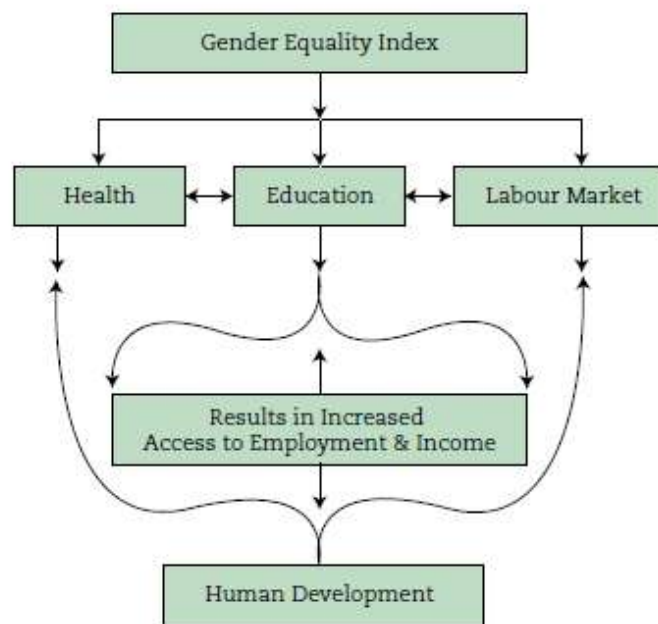 Gender Equality Index
Health
Education
Labour Market
Results in Increased
Access to Employment & Income
Human Development